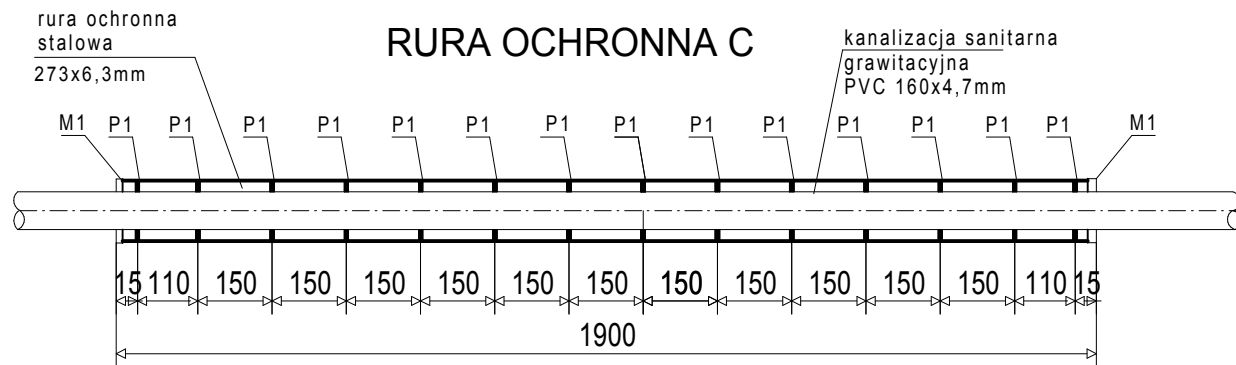 rura ochronna
stalowa
273x6,3mm
RURA OCHRONNA C
kanalizacja sanitarna
grawitacyjna
PVC 160x4,7mm
M1 P1 P1 P1 P1 P1 P1 P1 P1 P1 P1 P1 P1 P1 P1 M1
15 110 150 150 150 150 150 150 150 150 150 150 150 110 15
1900